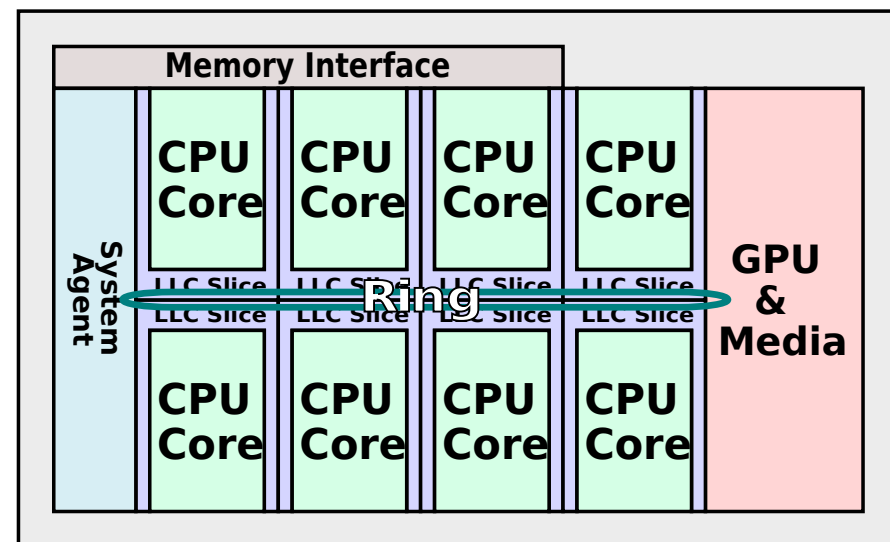 Memory Interface
System
Agent
CPU
Core
CPU
Core
CPU
Core
CPU
Core
LLC Slice
LLC Slice
LLC Slice
LLC Slice
Ring
LLC Slice
LLC Slice
LLC Slice
LLC Slice
CPU
Core
CPU
Core
CPU
Core
CPU
Core
GPU
&
Media